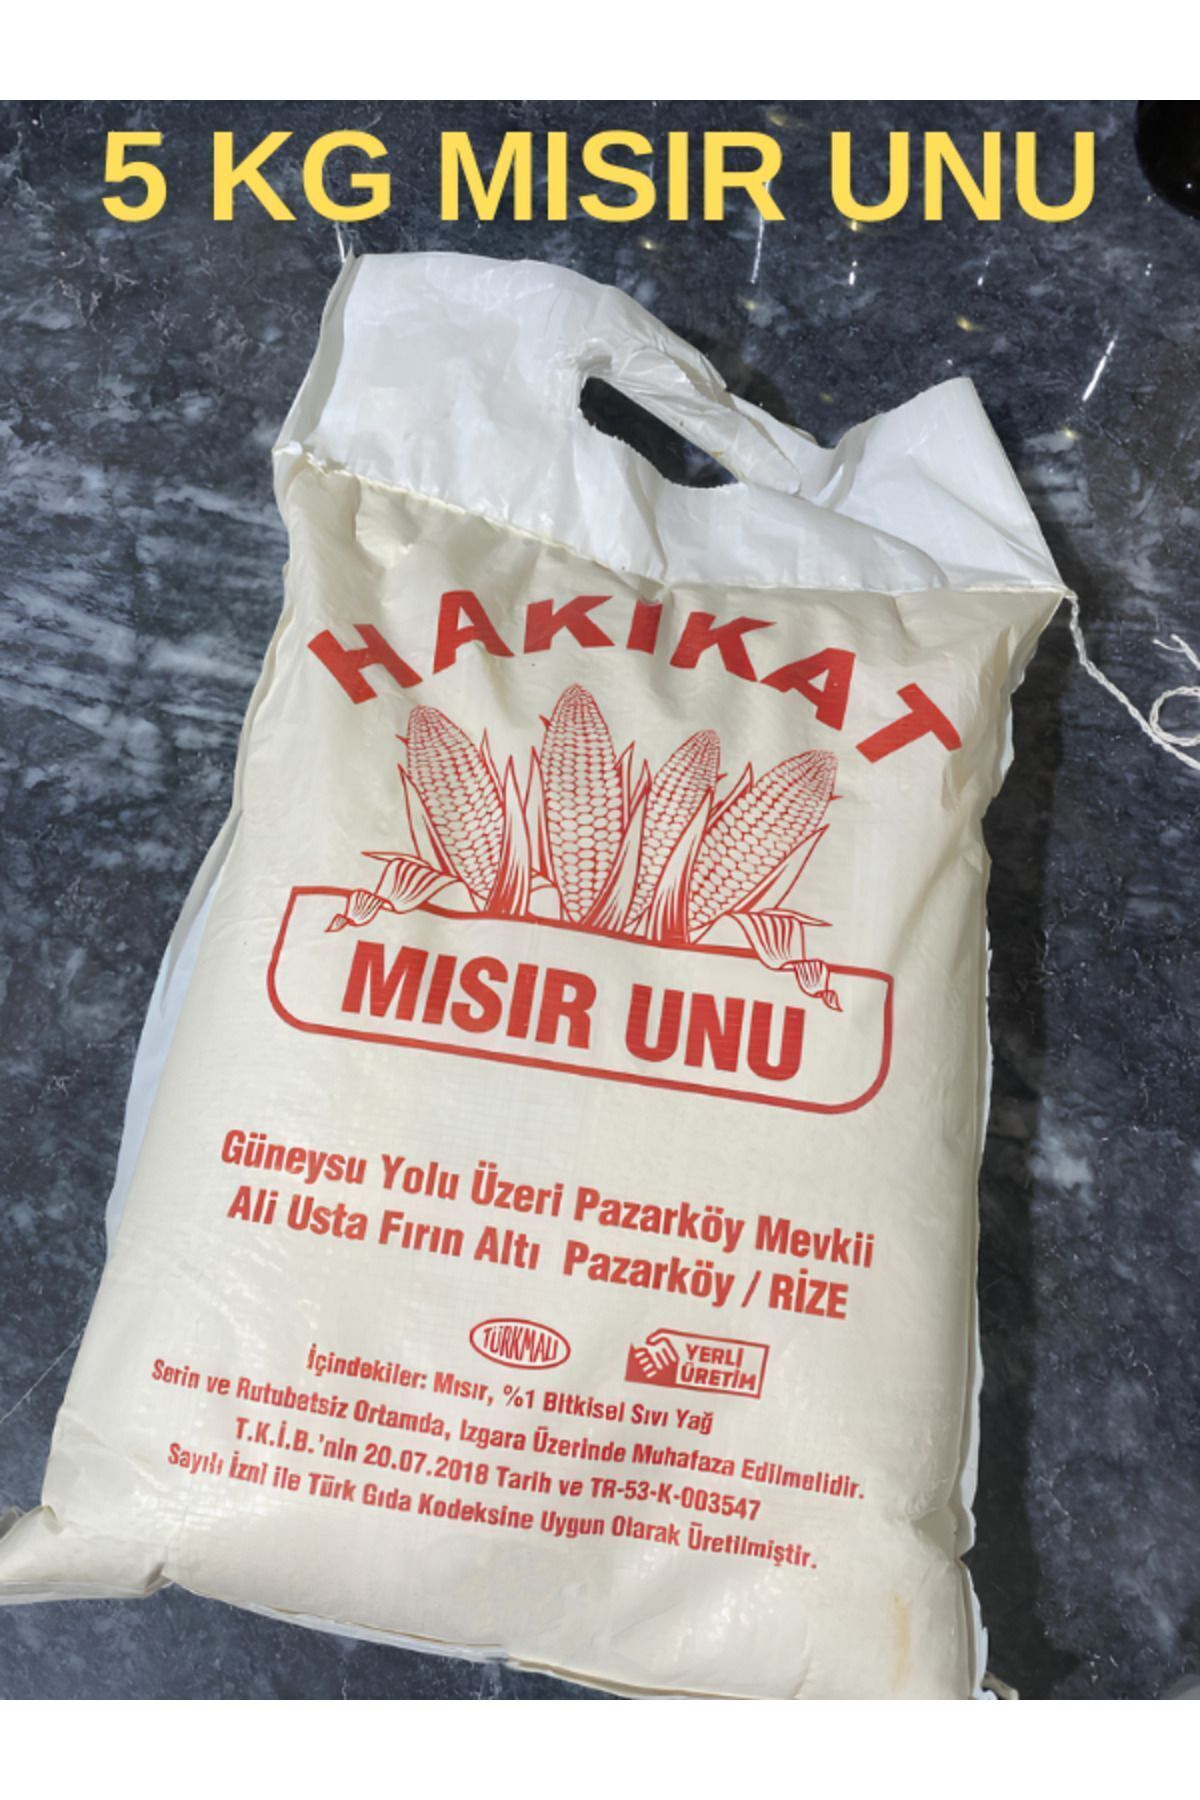 5 KG MISIR UNU
HAKİKAT
MISIR UNU
Güneysu Yolu Üzeri Pazarköy Mevkii
Ali Usta Fırın Altı Pazarköy / RİZE
TÜRKMALI
YERLİ
ÜRETİM
İçindekiler: Mısır, %1 Bitkisel Sıvı Yağ
Serin ve Rutubetsiz Ortamda, Izgara Üzerinde Muhafaza Edilmelidir.
T.K.İ.B.'nin 20.07.2018 Tarih ve TR-53-K-003547
Sayılı İzni ile Türk Gıda Kodeksine Uygun Olarak Üretilmiştir.